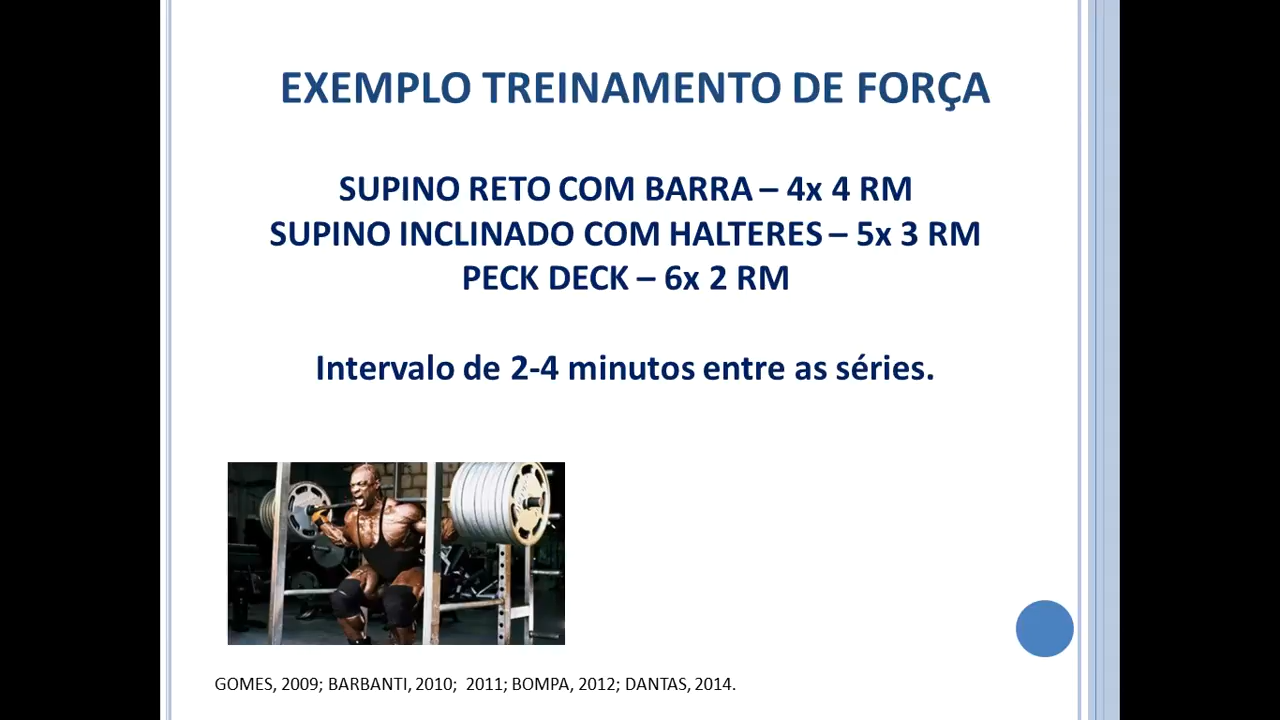 EXEMPLO TREINAMENTO DE FORÇA
SUPINO RETO COM BARRA – 4x 4 RM
SUPINO INCLINADO COM HALTERES – 5x 3 RM
PECK DECK – 6x 2 RM
Intervalo de 2-4 minutos entre as séries.
GOMES, 2009; BARBANTI, 2010;  2011; BOMPA, 2012; DANTAS, 2014.